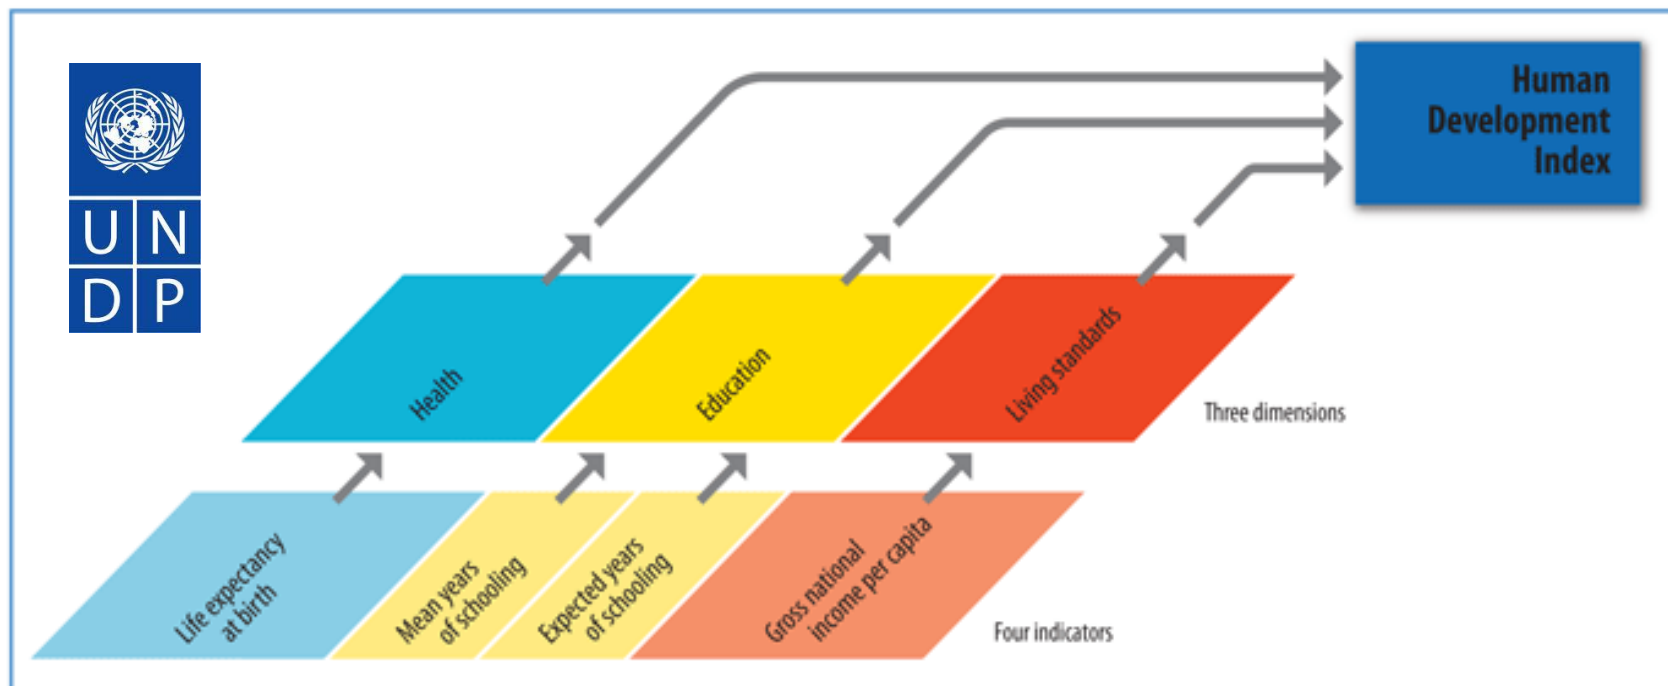 U N
D P
Human
Development
Index
Health
Education
Living standards
Three dimensions
Life expectancy
at birth
Mean years
of schooling
Expected years
of schooling
Gross national
income per capita
Four indicators